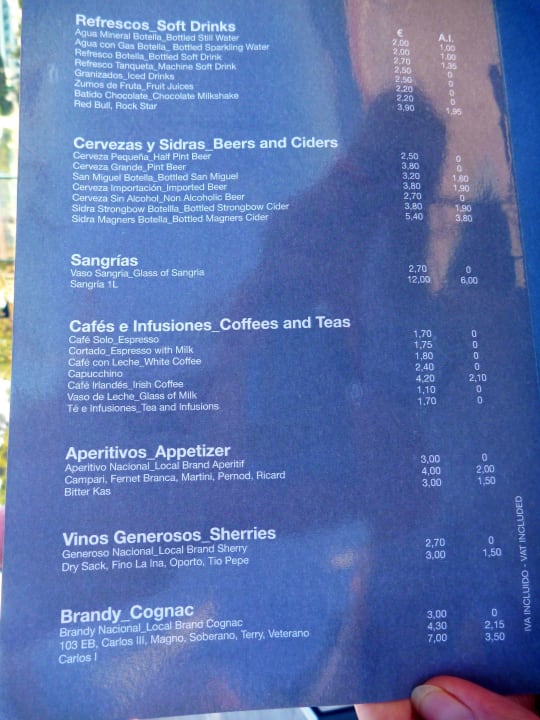 Refrescos_Soft Drinks € A.I.
Agua Mineral Botella_Bottled Still Water 2,00 1,00
Agua con Gas Botella_ Bottled Sparkling Water 2,00 1,00
Refresco Botella_Bottled Soft Drink 2,70 1,35
Refresco Tanqueta_Machine Soft Drink 2,50 0
Granizados_Iced Drinks 2,50 0
Zumos de Fruta_Fruit Juices 2,20 0
Batido Chocolate_Chocolate Milkshake 2,20 0
Red Bull, Rock Star 3,90 1,95
Cervezas y Sidras_Beers and Ciders
Cerveza Pequeña_Half Pint Beer 2,50 0
Cerveza Grande_Pint Beer 3,80 0
San Miguel Botella_Bottled San Miguel 3,20 1,60
Cerveza Importación_Imported Beer 3,80 1,90
Cerveza Sin Alcohol_Non Alcoholic Beer 2,70 0
Sidra Strongbow Botellla_Bottled Strongbow Cider 3,80 1,90
Sidra Magners Botella_Bottled Magners Cider 5,40 3,80
Sangrías
Vaso Sangria_Glass of Sangria 2,70 0
Sangría 1L 12,00 6,00
Cafés e Infusiones_Coffees and Teas
Café Solo_Espresso 1,70 0
Cortado_Espresso with Milk 1,75 0
Café con Leche_White Coffee 1,80 0
Capucchino 2,40 0
Café Irlandés_Irish Coffee 4,20 2,10
Vaso de Leche_Glass of Milk 1,10 0
Té e Infusiones_Tea and Infusions 1,70 0
Aperitivos_Appetizer
Aperitivo Nacional_Local Brand Aperitif 3,00 0
Campari, Fernet Branca, Martini, Pernod, Ricard 4,00 2,00
Bitter Kas 3,00 1,50
Vinos Generosos_Sherries
Generoso Nacional_Local Brand Sherry 2,70 0
Dry Sack, Fino La Ina, Oporto, Tio Pepe 3,00 1,50
Brandy_Cognac
Brandy Nacional_Local Brand Cognac 3,00 0
103 EB, Carlos III, Magno, Soberano, Terry, Veterano 4,30 2,15
Carlos I 7,00 3,50
IVA INCLUIDO - VAT INCLUDED